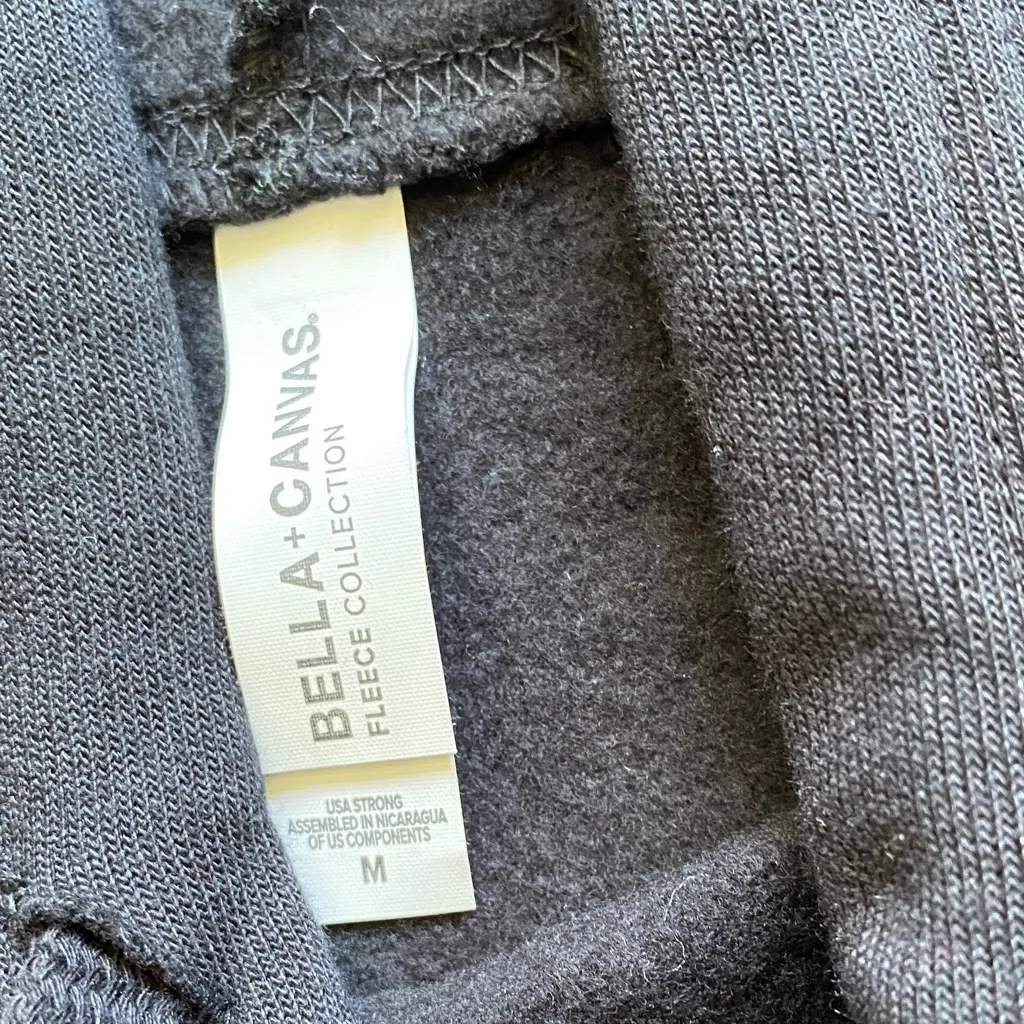 BELLA+CANVAS®
FLEECE COLLECTION
USA STRONG
ASSEMBLED IN NICARAGUA
OF US COMPONENTS
M